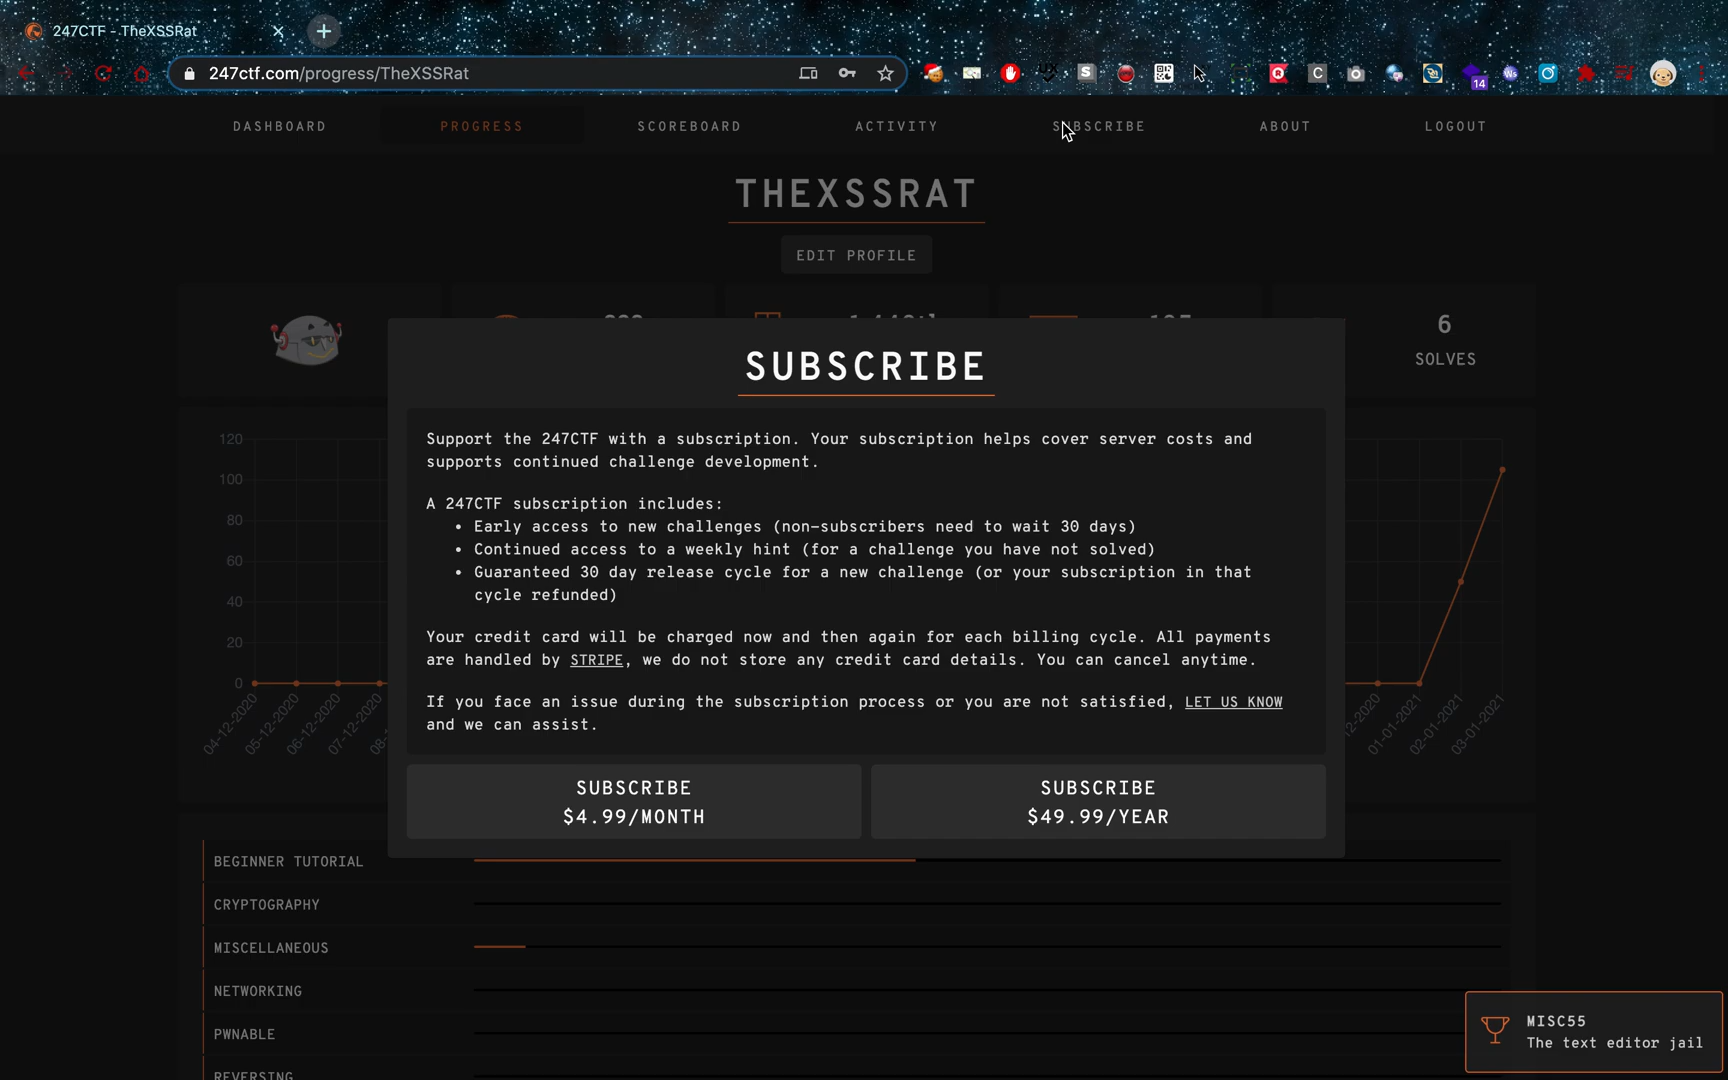 247CTF - TheXSSRat
247ctf.com/progress/TheXSSRat
14
DASHBOARD PROGRESS SCOREBOARD ACTIVITY SUBSCRIBE ABOUT LOGOUT
THEXSSRAT
EDIT PROFILE
6
SOLVES
SUBSCRIBE
Support the 247CTF with a subscription. Your subscription helps cover server costs and
supports continued challenge development.
A 247CTF subscription includes:
• Early access to new challenges (non-subscribers need to wait 30 days)
• Continued access to a weekly hint (for a challenge you have not solved)
• Guaranteed 30 day release cycle for a new challenge (or your subscription in that
cycle refunded)
Your credit card will be charged now and then again for each billing cycle. All payments
are handled by STRIPE, we do not store any credit card details. You can cancel anytime.
If you face an issue during the subscription process or you are not satisfied, LET US KNOW
and we can assist.
SUBSCRIBE
$4.99/MONTH
SUBSCRIBE
$49.99/YEAR
120
100
80
60
40
20
0
04-12-2020
05-12-2020
06-12-2020
07-12-2020
01-01-2021
02-01-2021
03-01-2021
BEGINNER TUTORIAL
CRYPTOGRAPHY
MISCELLANEOUS
NETWORKING
PWNABLE
REVERSING
MISC55
The text editor jail